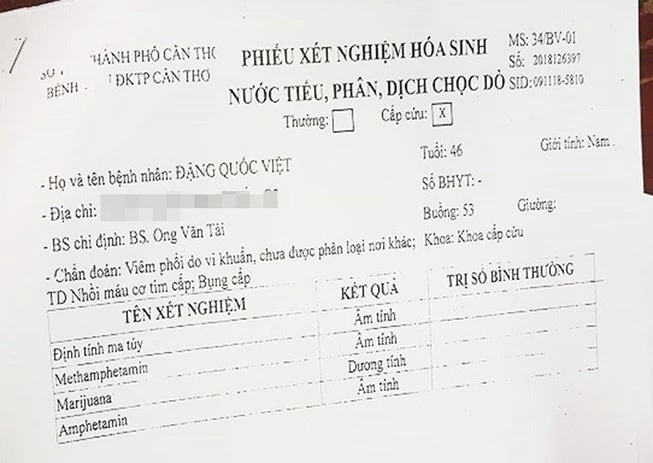 THÀNH PHỐ CẦN THƠ
BỆNH ĐKTP CẦN THƠ
PHIẾU XÉT NGHIỆM HÓA SINH
NƯỚC TIỂU, PHÂN, DỊCH CHỌC DÒ
MS: 34/BV-01
Số: 2018126397
SID: 091118-5810
Thường: Cấp cứu: X
- Họ và tên bệnh nhân: ĐẶNG QUỐC VIỆT Tuổi: 46 Giới tính: Nam
- Địa chỉ: Số BHYT: -
- BS chỉ định: BS. Ong Văn Tài Buồng: 53 Giường:
- Chẩn đoán: Viêm phổi do vi khuẩn, chưa được phân loại nơi khác; Khoa: Khoa cấp cứu
TD Nhồi máu cơ tim cấp; Bụng cấp
TÊN XÉT NGHIỆM KẾT QUẢ TRỊ SỐ BÌNH THƯỜNG
Định tính ma túy Âm tính
Methamphetamin Âm tính
Marijuana Dương tính
Amphetamin Âm tính